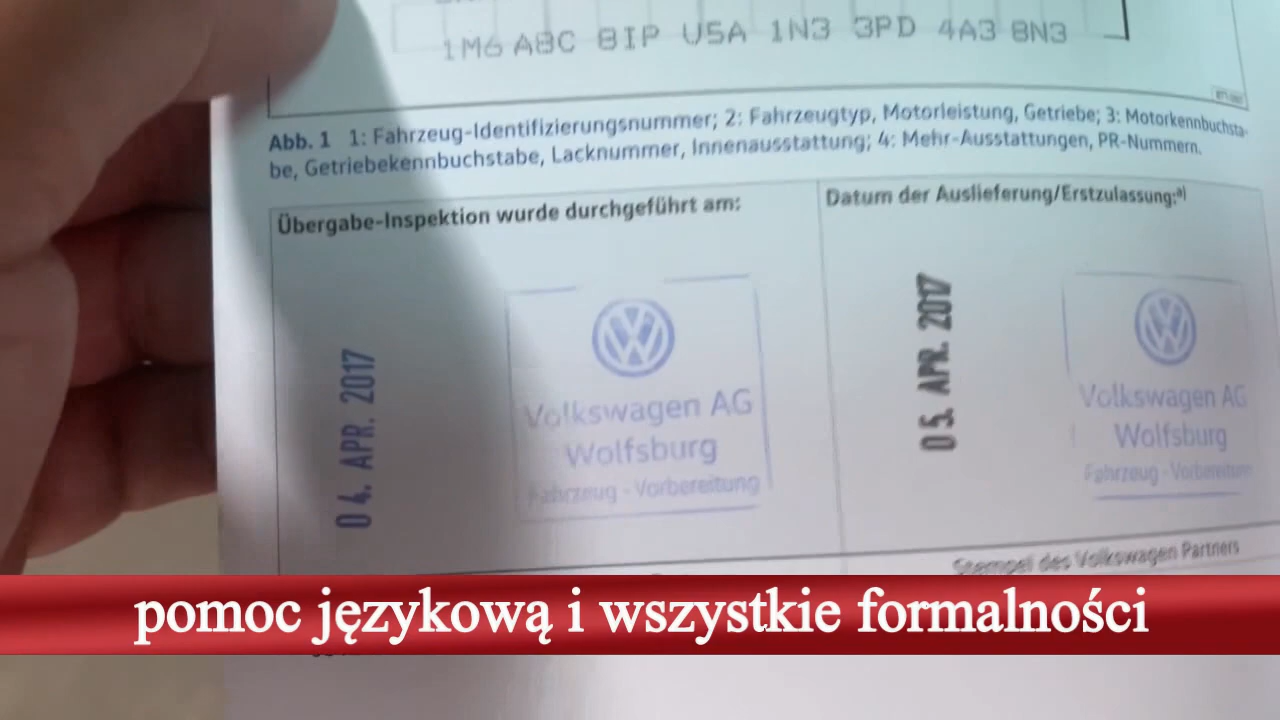 1M6 A8C 8IP U5A 1N3 3PD 4A3 8N3
Abb. 1 1: Fahrzeug-Identifizierungsnummer; 2: Fahrzeugtyp, Motorleistung, Getriebe; 3: Motorkennbuchsta-
be, Getriebekennbuchstabe, Lacknummer, Innenausstattung; 4: Mehr-Ausstattungen, PR-Nummern.
Übergabe-Inspektion wurde durchgeführt am:
Datum der Auslieferung/Erstzulassung:a)
04. APR. 2017
Volkswagen AG
Wolfsburg
Fahrzeug-Vorbereitung
05. APR. 2017
Volkswagen AG
Wolfsburg
Fahrzeug-Vorbereitung
Stempel des Volkswagen Partners
pomoc językową i wszystkie formalności